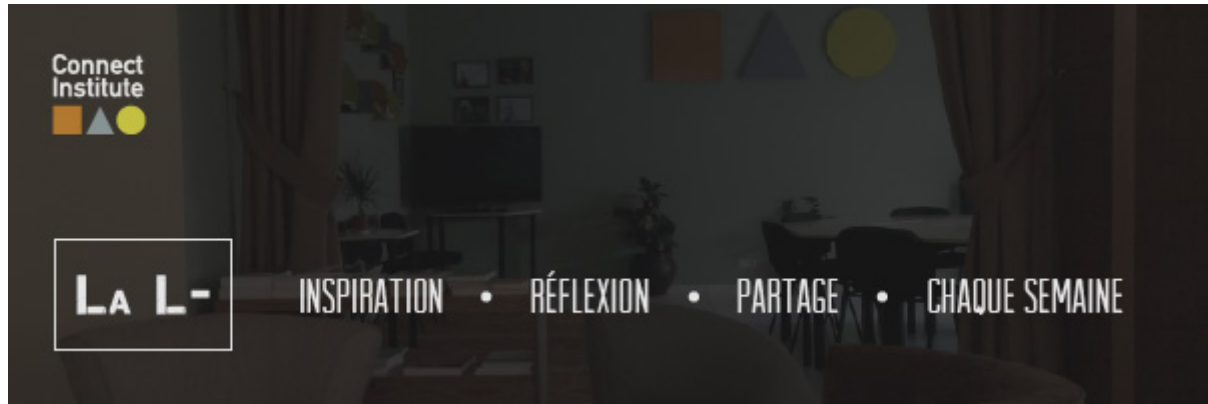 Connect
Institute
LA L-
INSPIRATION • RÉFLEXION • PARTAGE • CHAQUE SEMAINE